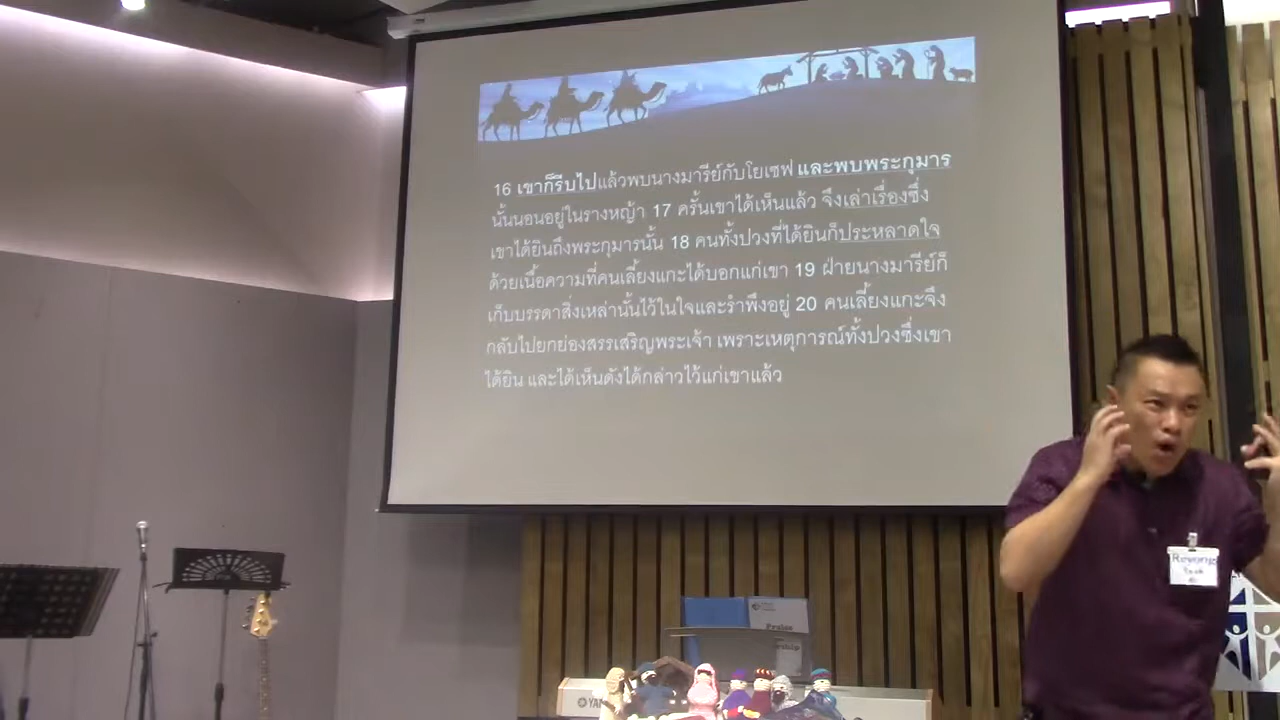 16 เขาก็รีบไปแล้วพบนางมารีย์กับโยเซฟ และพบพระกุมาร
นั้นนอนอยู่ในรางหญ้า 17 ครั้นเขาได้เห็นแล้ว จึงเล่าเรื่องซึ่ง
เขาได้ยินถึงพระกุมารนั้น 18 คนทั้งปวงที่ได้ยินก็ประหลาดใจ
ด้วยเนื้อความที่คนเลี้ยงแกะได้บอกแก่เขา 19 ฝ่ายนางมารีย์ก็
เก็บบรรดาสิ่งเหล่านั้นไว้ในใจและรำพึงอยู่ 20 คนเลี้ยงแกะจึง
กลับไปยกย่องสรรเสริญพระเจ้า เพราะเหตุการณ์ทั้งปวงซึ่งเขา
ได้ยิน และได้เห็นดังได้กล่าวไว้แก่เขาแล้ว
Praise